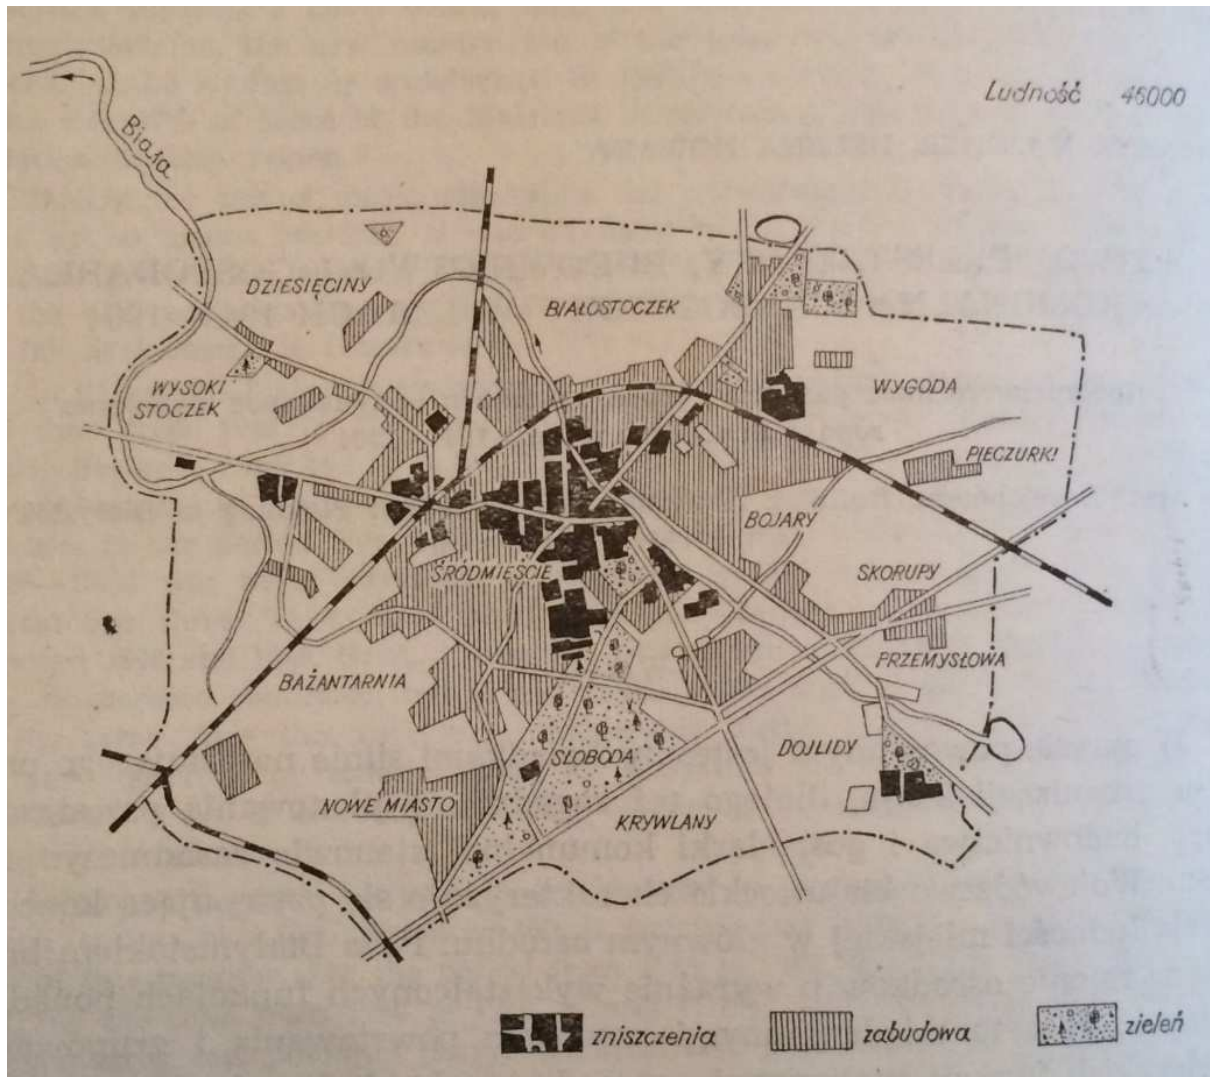 Ludność 46000
Biała
DZIESIĘCINY
BIAŁOSTOCZEK
WYSOKI
STOCZEK
WYGODA
PIECZURKI
BOJARY
ŚRÓDMIEŚCIE
SKORUPY
BAŻANTARNIA
PRZEMYSŁOWA
SŁOBODA
DOJLIDY
NOWE MIASTO
KRYWLANY
zniszczenia
zabudowa
zieleń